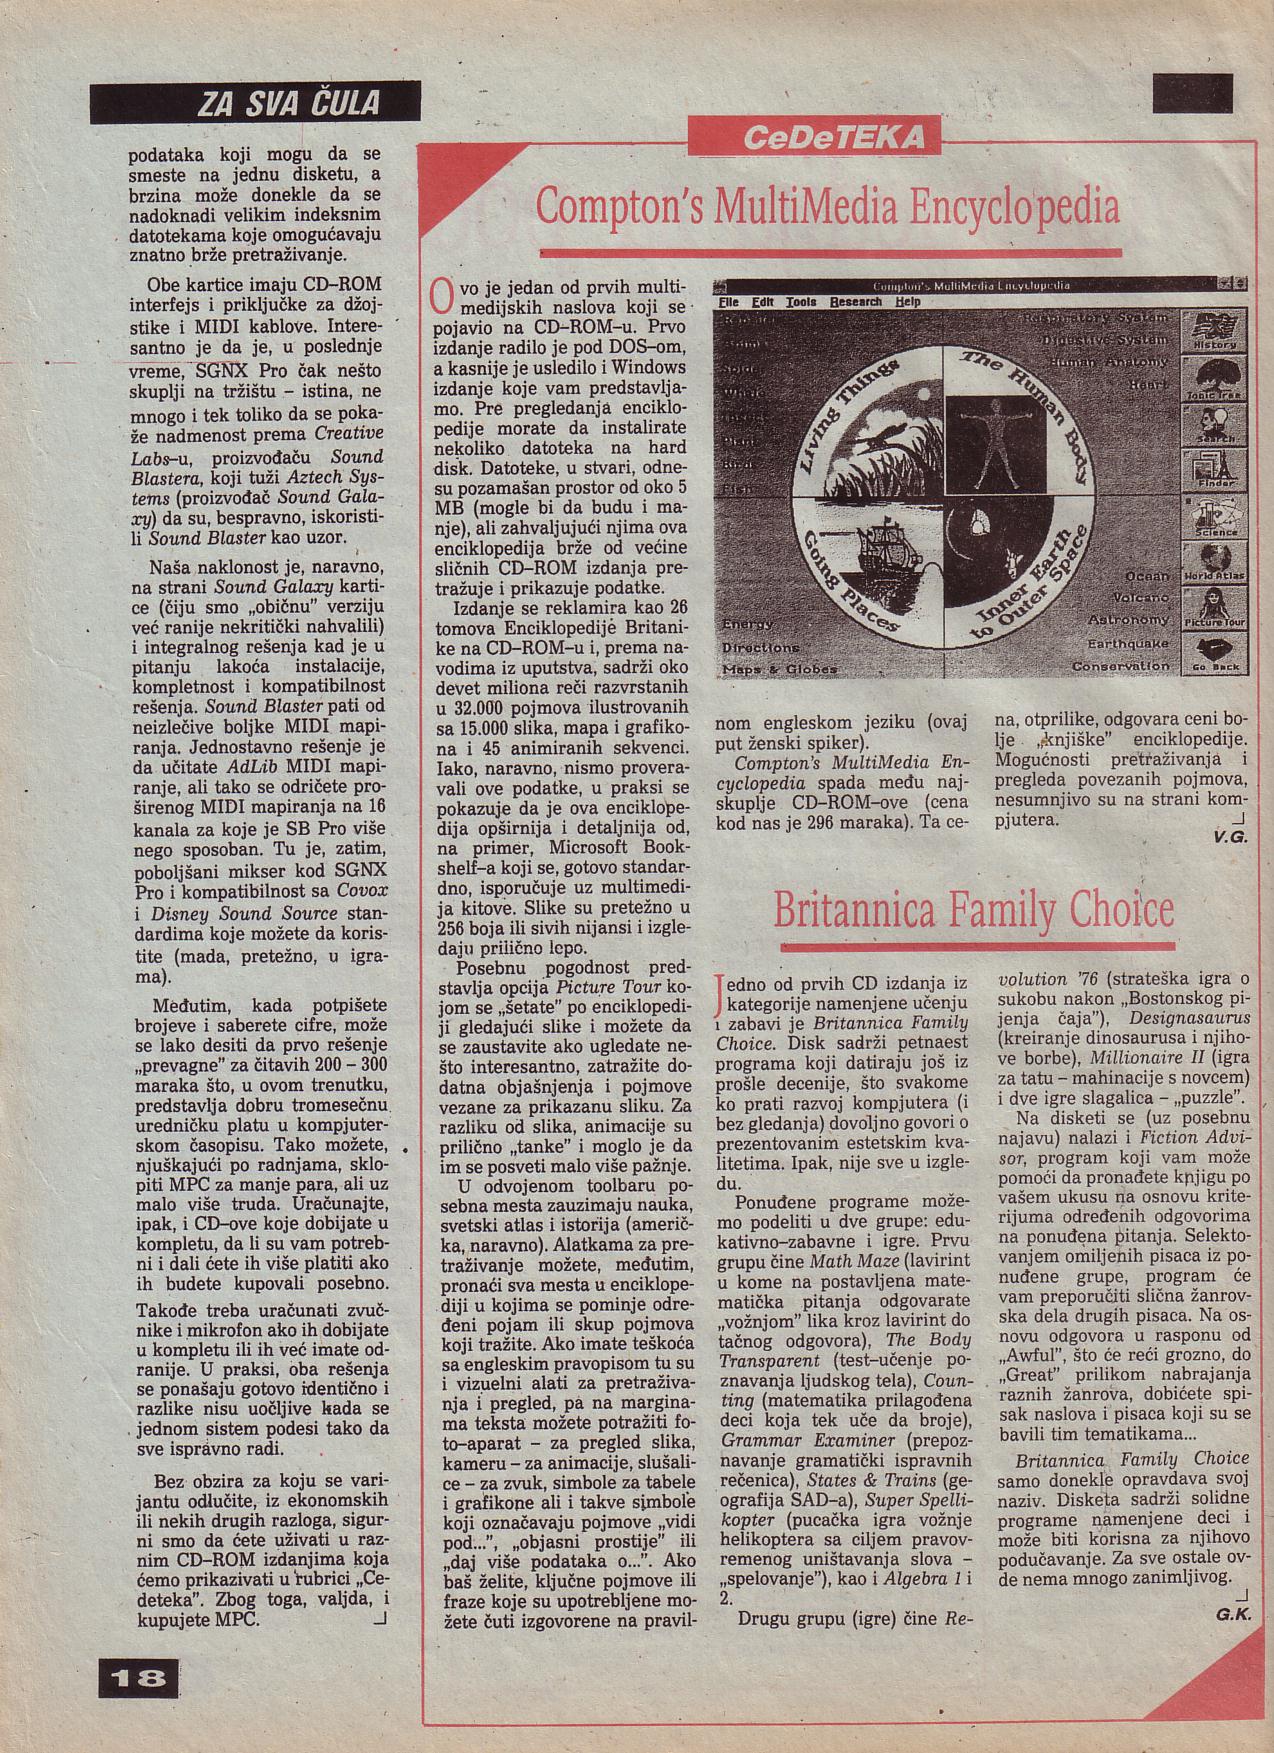 ZA SVA ČULA
podataka koji mogu da se
smeste na jednu disketu, a
brzina može donekle da se
nadoknadi velikim indeksnim
datotekama koje omogućavaju
znatno brže pretraživanje.
Obe kartice imaju CD–ROM
interfejs i priključke za džoj-
stike i MIDI kablove. Intere-
santno je da je, u poslednje
vreme, SGNX Pro čak nešto
skuplji na tržištu – istina, ne
mnogo i tek toliko da se poka-
že nadmenost prema Creative
Labs–u, proizvođaču Sound
Blastera, koji tuži Aztech Sys-
tems (proizvođač Sound Gala-
xy) da su, bespravno, iskoristi-
li Sound Blaster kao uzor.
Naša naklonost je, naravno,
na strani Sound Galaxy karti-
ce (čiju smo „običnu” verziju
već ranije nekritički nahvalili)
i integralnog rešenja kad je u
pitanju lakoća instalacije,
kompletnost i kompatibilnost
rešenja. Sound Blaster pati od
neizlečive boljke MIDI mapi-
ranja. Jednostavno rešenje je
da učitate AdLib MIDI mapi-
ranje, ali tako se odričete pro-
širenog MIDI mapiranja na 16
kanala za koje je SB Pro više
nego sposoban. Tu je, zatim,
poboljšani mikser kod SGNX
Pro i kompatibilnost sa Covox
i Disney Sound Source stan-
dardima koje možete da koris-
tite (mada, pretežno, u igra-
ma).
Međutim, kada potpišete
brojeve i saberete cifre, može
se lako desiti da prvo rešenje
„prevagne” za čitavih 200 – 300
maraka što, u ovom trenutku,
predstavlja dobru tromesečnu
uredničku platu u kompjuter-
skom časopisu. Tako možete,
njuškajući po radnjama, sklo-
piti MPC za manje para, ali uz
malo više truda. Uračunajte,
ipak, i CD–ove koje dobijate u
kompletu, da li su vam potreb-
ni i dali ćete ih više platiti ako
ih budete kupovali posebno.
Takođe treba uračunati zvuč-
nike i mikrofon ako ih dobijate
u kompletu ili ih već imate od-
ranije. U praksi, oba rešenja
se ponašaju gotovo identično i
razlike nisu uočljive kada se
jednom sistem podesi tako da
sve ispravno radi.
Bez obzira za koju se vari-
jantu odlučite, iz ekonomskih
ili nekih drugih razloga, sigur-
ni smo da ćete uživati u raz-
nim CD–ROM izdanjima koja
ćemo prikazivati u rubrici „Ce-
deteka”. Zbog toga, valjda, i
kupujete MPC.
18
CeDeTEKA
Compton's MultiMedia Encyclopedia
Ovo je jedan od prvih multi-
medijskih naslova koji se
pojavio na CD–ROM–u. Prvo
izdanje radilo je pod DOS–om,
a kasnije je usledilo i Windows
izdanje koje vam predstavlja-
mo. Pre pregledanja enciklo-
pedije morate da instalirate
nekoliko datoteka na hard
disk. Datoteke, u stvari, odne-
su pozamašan prostor od oko 5
MB (mogle bi da budu i ma-
nje), ali zahvaljujući njima ova
enciklopedija brže od većine
sličnih CD–ROM izdanja pre-
tražuje i prikazuje podatke.
Izdanje se reklamira kao 26
tomova Enciklopedije Britani-
ke na CD–ROM–u i, prema na-
vodima iz uputstva, sadrži oko
devet miliona reči razvrstanih
u 32.000 pojmova ilustrovanih
sa 15.000 slika, mapa i grafiko-
na i 45 animiranih sekvenci.
Iako, naravno, nismo provera-
vali ove podatke, u praksi se
pokazuje da je ova enciklope-
dija opširnija i detaljnija od,
na primer, Microsoft Book-
shelf–a koji se, gotovo standar-
dno, isporučuje uz multimedi-
ja kitove. Slike su pretežno u
256 boja ili sivih nijansi i izgle-
daju prilično lepo.
Posebnu pogodnost pred-
stavlja opcija Picture Tour ko-
jom se „šetate” po enciklopedi-
ji gledajući slike i možete da
se zaustavite ako ugledate ne-
što interesantno, zatražite do-
datna objašnjenja i pojmove
vezane za prikazanu sliku. Za
razliku od slika, animacije su
prilično „tanke” i moglo je da
im se posveti malo više pažnje.
U odvojenom toolbaru po-
sebna mesta zauzimaju nauka,
svetski atlas i istorija (američ-
ka, naravno). Alatkama za pre-
traživanje možete, međutim,
pronaći sva mesta u enciklope-
diji u kojima se pominje odre-
đeni pojam ili skup pojmova
koji tražite. Ako imate teškoća
sa engleskim pravopisom tu su
i vizuelni alati za pretraživa-
nja i pregled, pa na margina-
ma teksta možete potražiti fo-
to–aparat – za pregled slika,
kameru – za animacije, slušali-
ce – za zvuk, simbole za tabele
i grafikone ali i takve simbole
koji označavaju pojmove „vidi
pod...”, „objasni prostije” ili
„daj više podataka o...”. Ako
baš želite, ključne pojmove ili
fraze koje su upotrebljene mo-
žete čuti izgovorene na pravil-
Compton's MultiMedia Encyclopedia
File Edit Tools Research Help
Respiratory System
Digestive System
Human Anatomy
Heart
Living Things
The Human Body
Going Places
Inner Earth
to Outer Space
Fish
Energy
Directions
Maps & Globes
Ocean
Volcano
Astronomy
Earthquake
Conservation
History
Topic Tree
Search
Finder
Science
World Atlas
Picture Tour
Go Back
nom engleskom jeziku (ovaj
put ženski spiker).
Compton's MultiMedia En-
cyclopedia spada među naj-
skuplje CD–ROM–ove (cena
kod nas je 296 maraka). Ta ce-
na, otprilike, odgovara ceni bo-
lje „knjiške” enciklopedije.
Mogućnosti pretraživanja i
pregleda povezanih pojmova,
nesumnjivo su na strani kom-
pjutera.
V.G.
Britannica Family Choice
Jedno od prvih CD izdanja iz
kategorije namenjene učenju
i zabavi je Britannica Family
Choice. Disk sadrži petnaest
programa koji datiraju još iz
prošle decenije, što svakome
ko prati razvoj kompjutera (i
bez gledanja) dovoljno govori o
prezentovanim estetskim kva-
litetima. Ipak, nije sve u izgle-
du.
Ponuđene programe može-
mo podeliti u dve grupe: edu-
kativno–zabavne i igre. Prvu
grupu čine Math Maze (lavirint
u kome na postavljena mate-
matička pitanja odgovarate
„vožnjom” lika kroz lavirint do
tačnog odgovora), The Body
Transparent (test–učenje po-
znavanja ljudskog tela), Coun-
ting (matematika prilagođena
deci koja tek uče da broje),
Grammar Examiner (prepoz-
navanje gramatički ispravnih
rečenica), States & Trains (ge-
ografija SAD–a), Super Spelli-
kopter (pucačka igra vožnje
helikoptera sa ciljem pravov-
remenog uništavanja slova –
„spelovanje”), kao i Algebra 1 i
2.
Drugu grupu (igre) čine Re-
volution '76 (strateška igra o
sukobu nakon „Bostonskog pi-
jenja čaja”), Designasaurus
(kreiranje dinosaurusa i njiho-
ve borbe), Millionaire II (igra
za tatu – mahinacije s novcem)
i dve igre slagalica – „puzzle”.
Na disketi se (uz posebnu
najavu) nalazi i Fiction Advi-
sor, program koji vam može
pomoći da pronađete knjigu po
vašem ukusu na osnovu krite-
rijuma određenih odgovorima
na ponuđena pitanja. Selekto-
vanjem omiljenih pisaca iz po-
nuđene grupe, program će
vam preporučiti slična žanrov-
ska dela drugih pisaca. Na os-
novu odgovora u rasponu od
„Awful”, što će reći grozno, do
„Great” prilikom nabrajanja
raznih žanrova, dobićete spi-
sak naslova i pisaca koji su se
bavili tim tematikama...
Britannica Family Choice
samo donekle opravdava svoj
naziv. Disketa sadrži solidne
programe namenjene deci i
može biti korisna za njihovo
podučavanje. Za sve ostale ov-
de nema mnogo zanimljivog.
G.K.